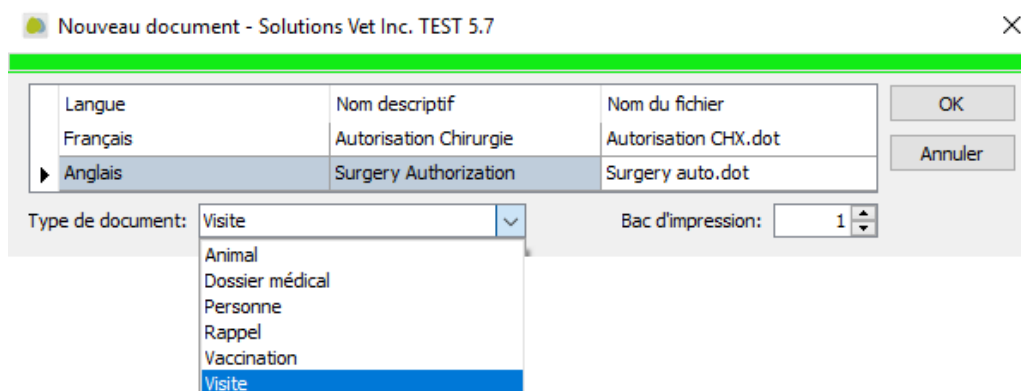 Nouveau document - Solutions Vet Inc. TEST 5.7
Langue Nom descriptif Nom du fichier OK
Français Autorisation Chirurgie Autorisation CHX.dot
Annuler
Anglais Surgery Authorization Surgery auto.dot
Type de document: Visite Bac d'impression: 1
Animal
Dossier médical
Personne
Rappel
Vaccination
Visite